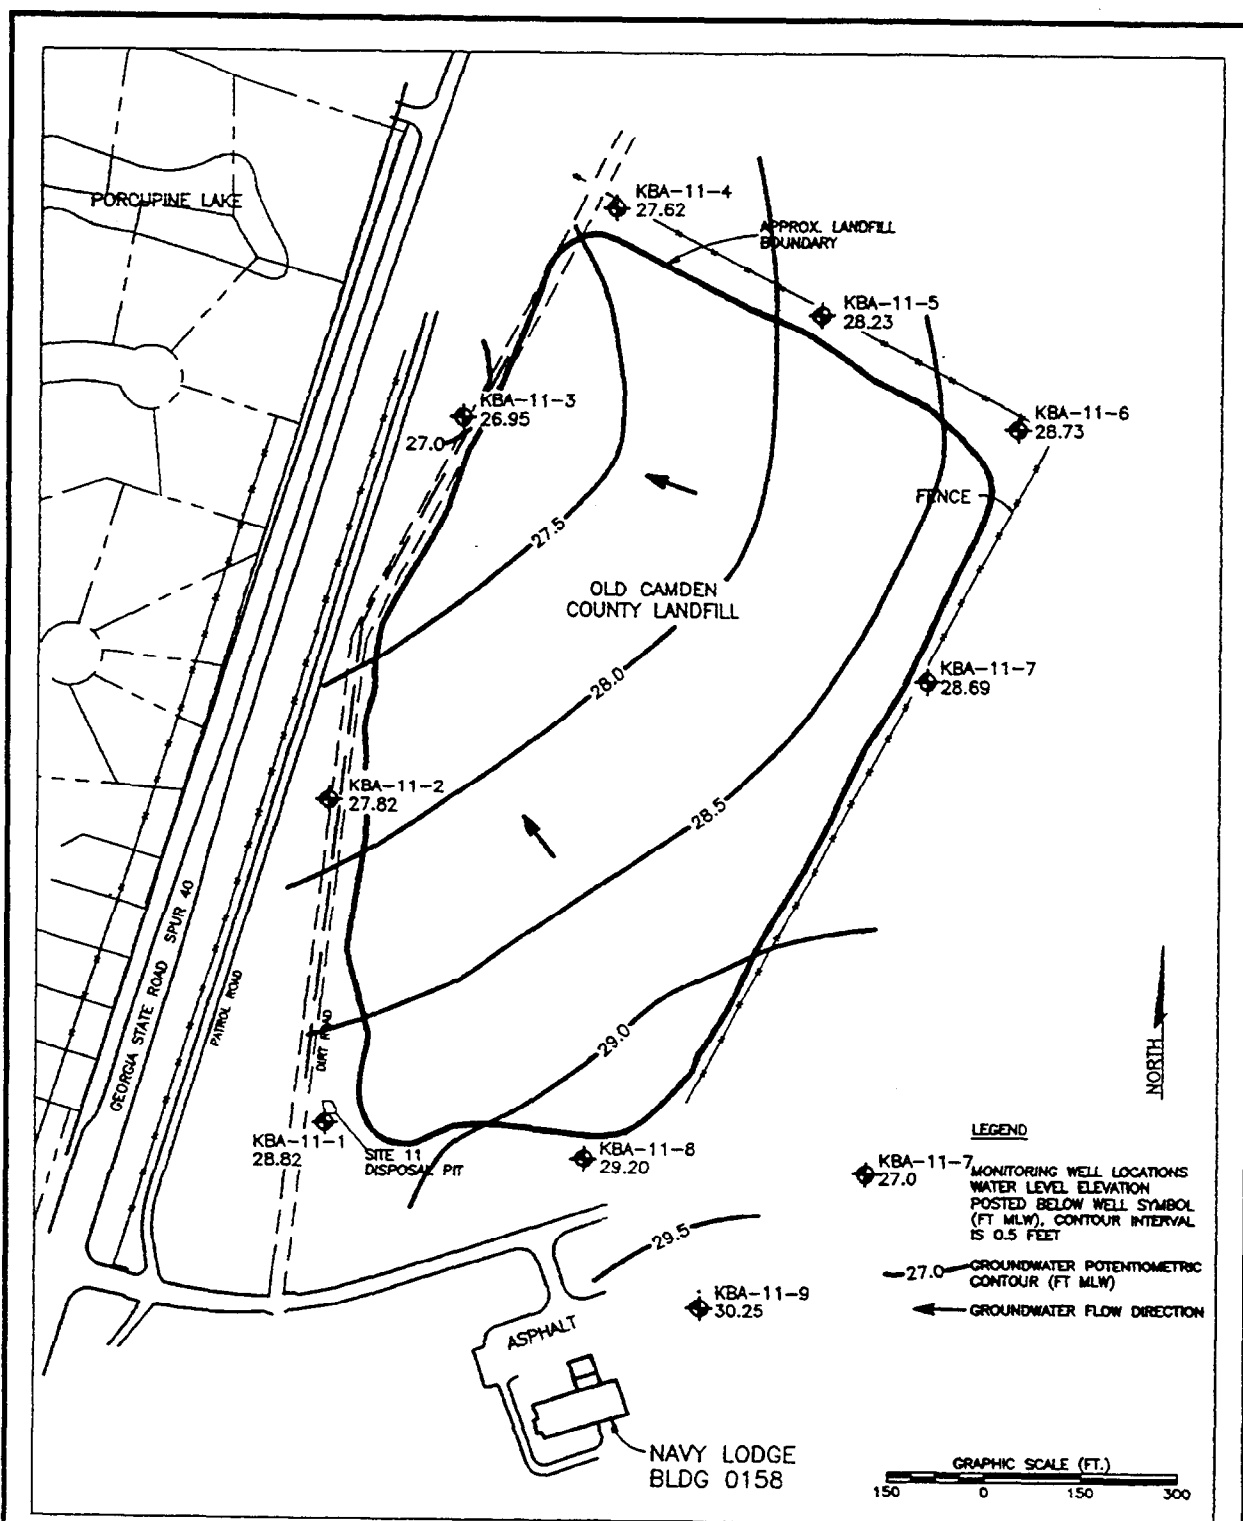 PORCUPINE LAKE
KBA-11-4
27.62
APPROX. LANDFILL
BOUNDARY
KBA-11-5
28.23
KBA-11-3
26.95
27.0
KBA-11-6
28.73
FENCE
27.5
OLD CAMDEN
COUNTY LANDFILL
KBA-11-7
28.69
28.0
KBA-11-2
27.82
28.5
GEORGIA STATE ROAD SPUR 40
PATROL ROAD
DIRT ROAD
29.0
NORTH
KBA-11-1
28.82
SITE 11
DISPOSAL PIT
KBA-11-8
29.20
29.5
KBA-11-9
30.25
ASPHALT
NAVY LODGE
BLDG 0158
LEGEND
KBA-11-7
27.0
MONITORING WELL LOCATIONS
WATER LEVEL ELEVATION
POSTED BELOW WELL SYMBOL
(FT MLW), CONTOUR INTERVAL
IS 0.5 FEET
27.0
GROUNDWATER POTENTIOMETRIC
CONTOUR (FT MLW)
GROUNDWATER FLOW DIRECTION
GRAPHIC SCALE (FT.)
150 0 150 300